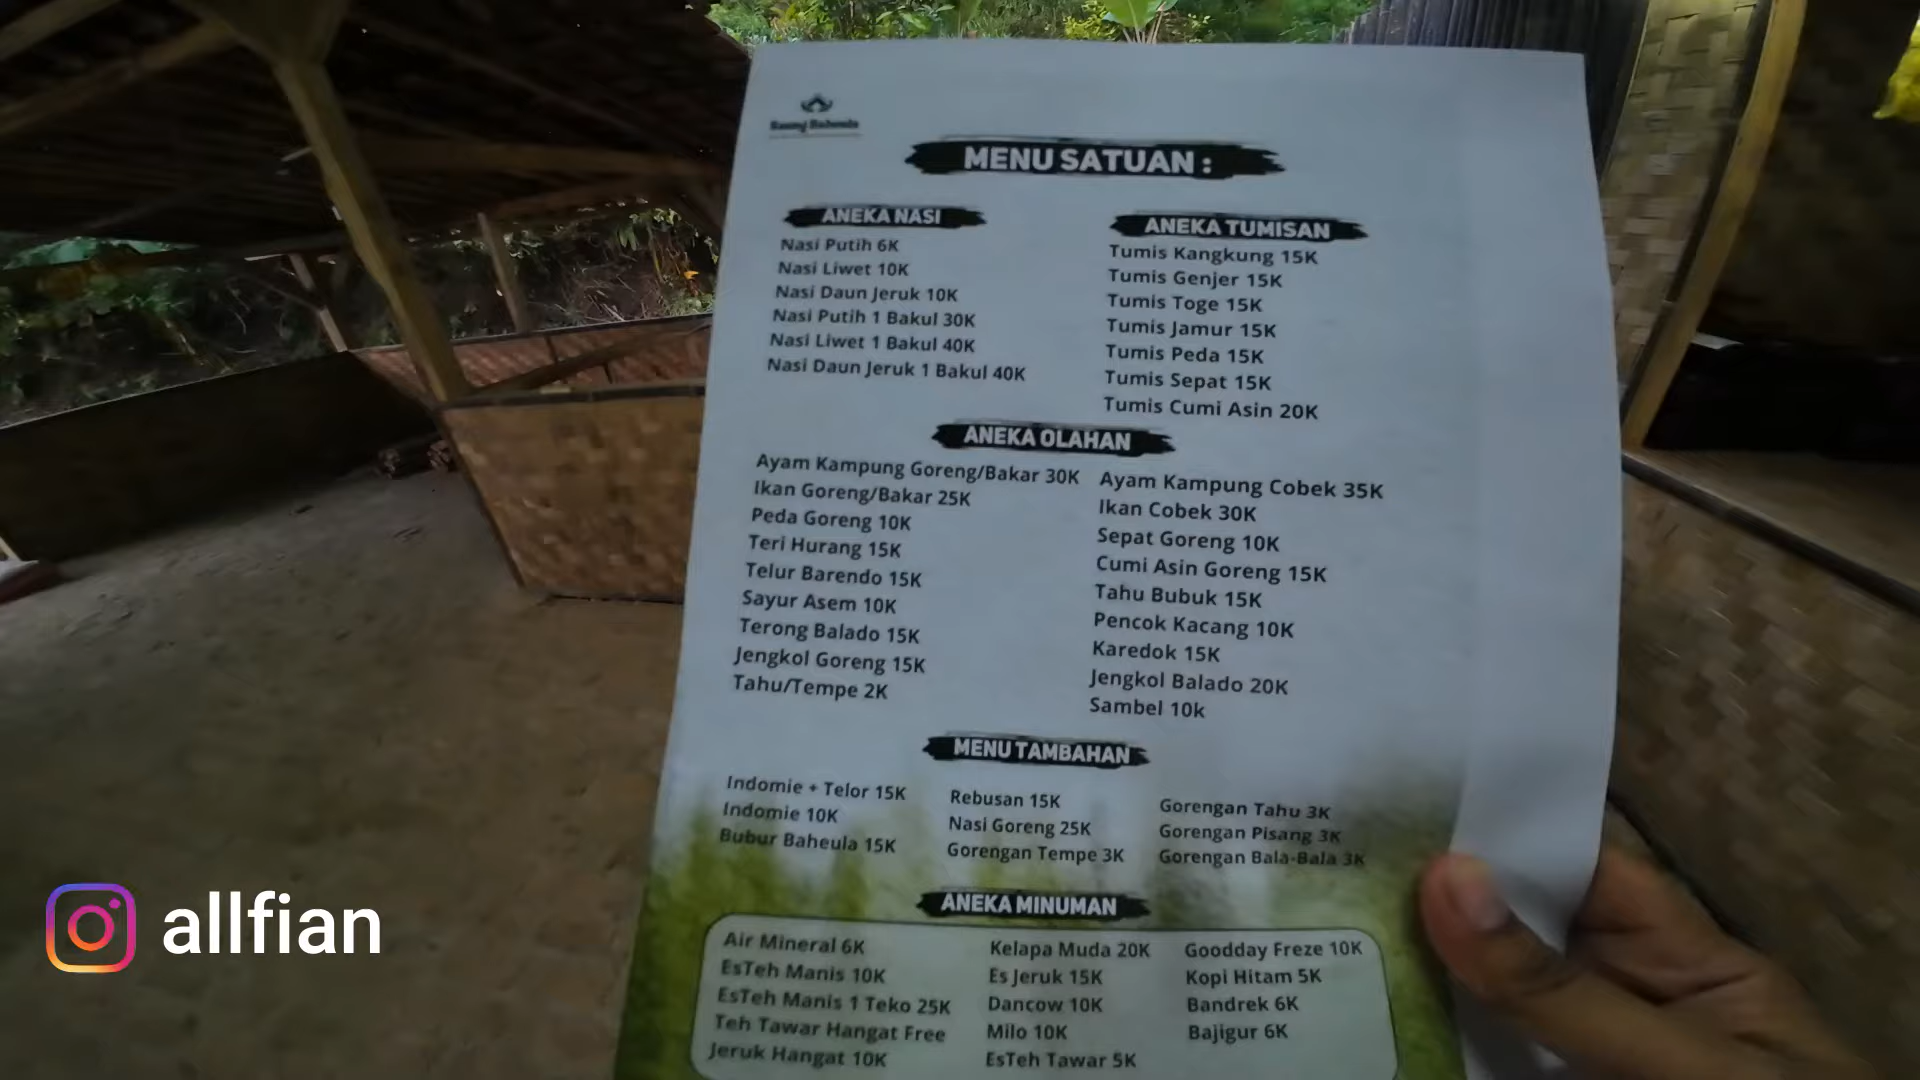 MENU SATUAN :
ANEKA NASI
Nasi Putih 6K
Nasi Liwet 10K
Nasi Daun Jeruk 10K
Nasi Putih 1 Bakul 30K
Nasi Liwet 1 Bakul 40K
Nasi Daun Jeruk 1 Bakul 40K
ANEKA TUMISAN
Tumis Kangkung 15K
Tumis Genjer 15K
Tumis Toge 15K
Tumis Jamur 15K
Tumis Peda 15K
Tumis Sepat 15K
Tumis Cumi Asin 20K
ANEKA OLAHAN
Ayam Kampung Goreng/Bakar 30K
Ikan Goreng/Bakar 25K
Peda Goreng 10K
Teri Hurang 15K
Telur Barendo 15K
Sayur Asem 10K
Terong Balado 15K
Jengkol Goreng 15K
Tahu/Tempe 2K
Ayam Kampung Cobek 35K
Ikan Cobek 30K
Sepat Goreng 10K
Cumi Asin Goreng 15K
Tahu Bubuk 15K
Pencok Kacang 10K
Karedok 15K
Jengkol Balado 20K
Sambel 10k
MENU TAMBAHAN
Indomie + Telor 15K
Indomie 10K
Bubur Baheula 15K
Rebusan 15K
Nasi Goreng 25K
Gorengan Tempe 3K
Gorengan Tahu 3K
Gorengan Pisang 3K
Gorengan Bala-Bala 3K
ANEKA MINUMAN
Air Mineral 6K
EsTeh Manis 10K
EsTeh Manis 1 Teko 25K
Teh Tawar Hangat Free
Jeruk Hangat 10K
Kelapa Muda 20K
Es Jeruk 15K
Dancow 10K
Milo 10K
EsTeh Tawar 5K
Goodday Freze 10K
Kopi Hitam 5K
Bandrek 6K
Bajigur 6K
allfian